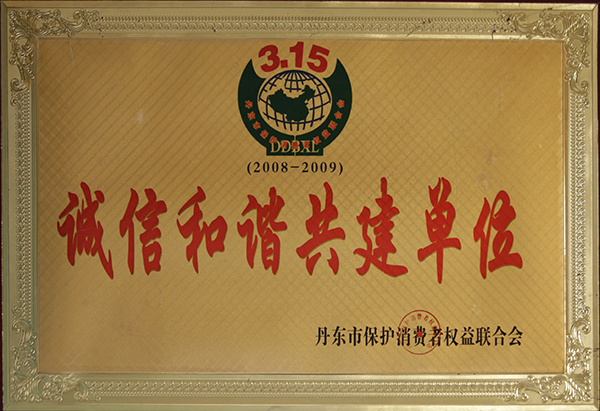 3.15
DDBXL
(2008-2009)
诚信和谐共建单位
丹东市保护消费者权益联合会